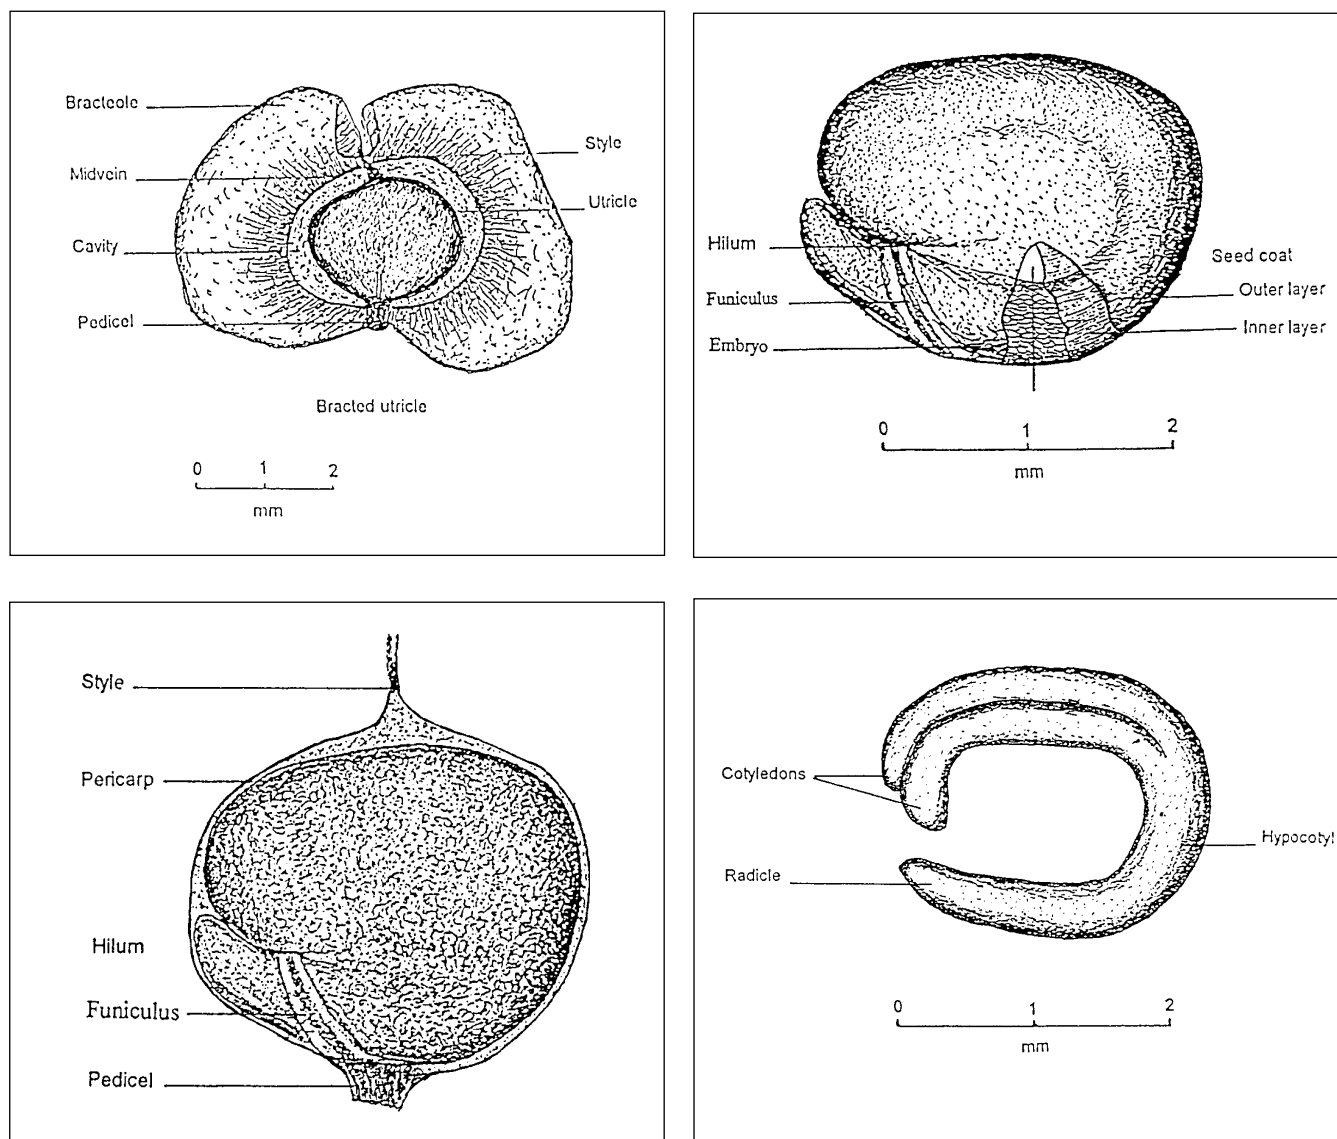 Bracteole
Style
Midvein
Utricle
Cavity
Pedicel
Bracted utricle
0 1 2
mm
Hilum
Seed coat
Outer layer
Funiculus
Inner layer
Embryo
0 1 2
mm
Style
Pericarp
Hilum
Funiculus
Pedicel
Cotyledons
Hypocotyl
Radicle
0 1 2
mm